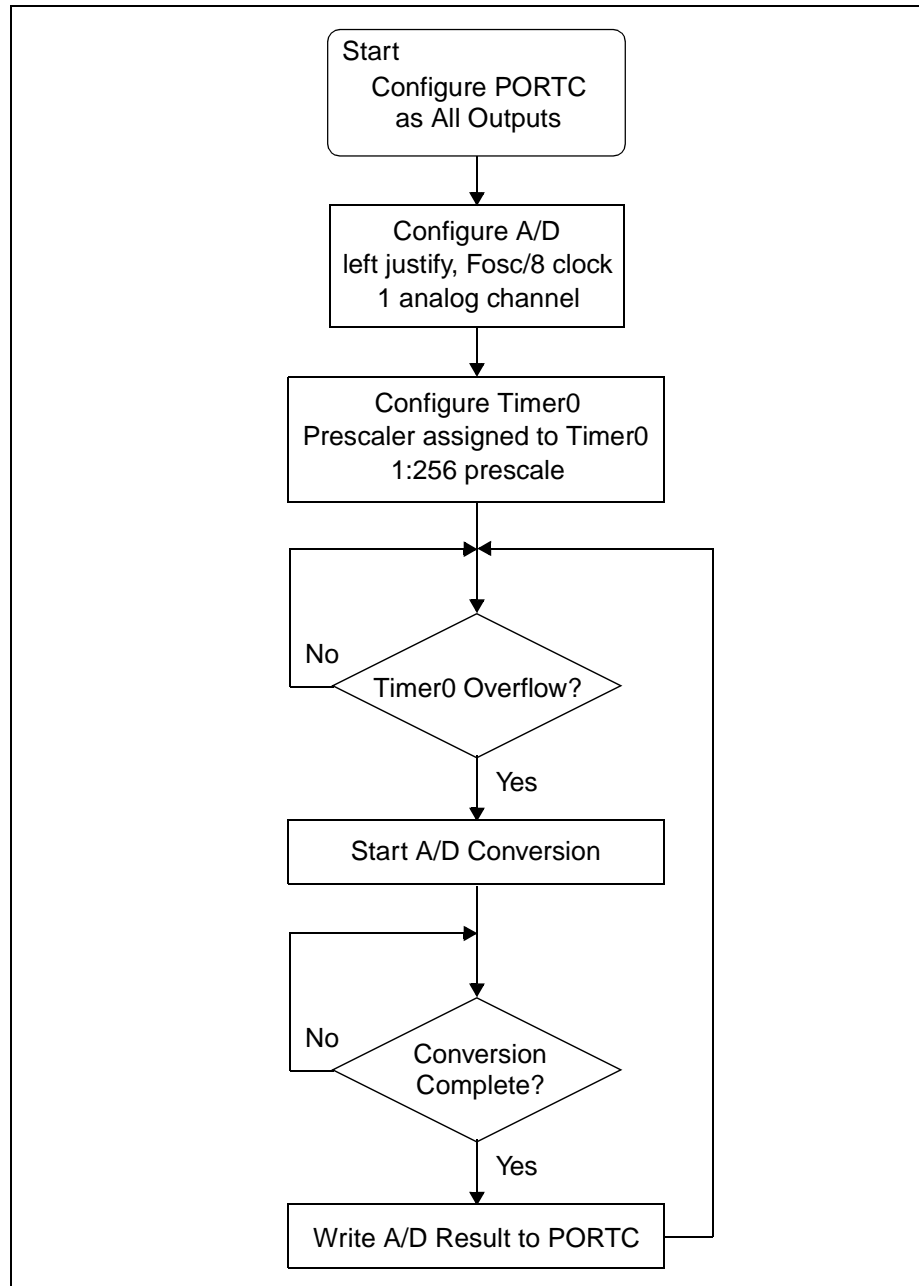 Start
Configure PORTC
as All Outputs
Configure A/D
left justify, Fosc/8 clock
1 analog channel
Configure Timer0
Prescaler assigned to Timer0
1:256 prescale
No
Timer0 Overflow?
Yes
Start A/D Conversion
No
Conversion
Complete?
Yes
Write A/D Result to PORTC